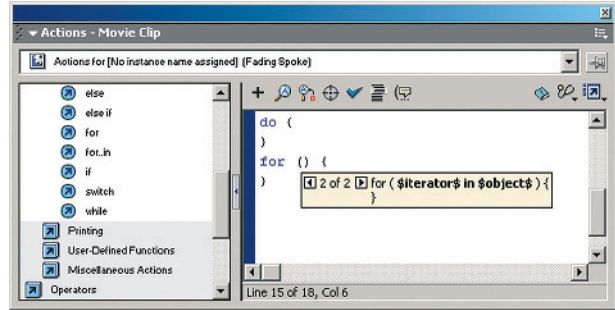 Actions - Movie Clip
Actions for [No instance name assigned] (Fading Spoke)
else
else if
for
for..in
if
switch
while
Printing
User-Defined Functions
Miscellaneous Actions
Operators
do {
}
for () {
}
2 of 2 for ( $iterator$ in $object$ ) {
}
Line 15 of 18, Col 6